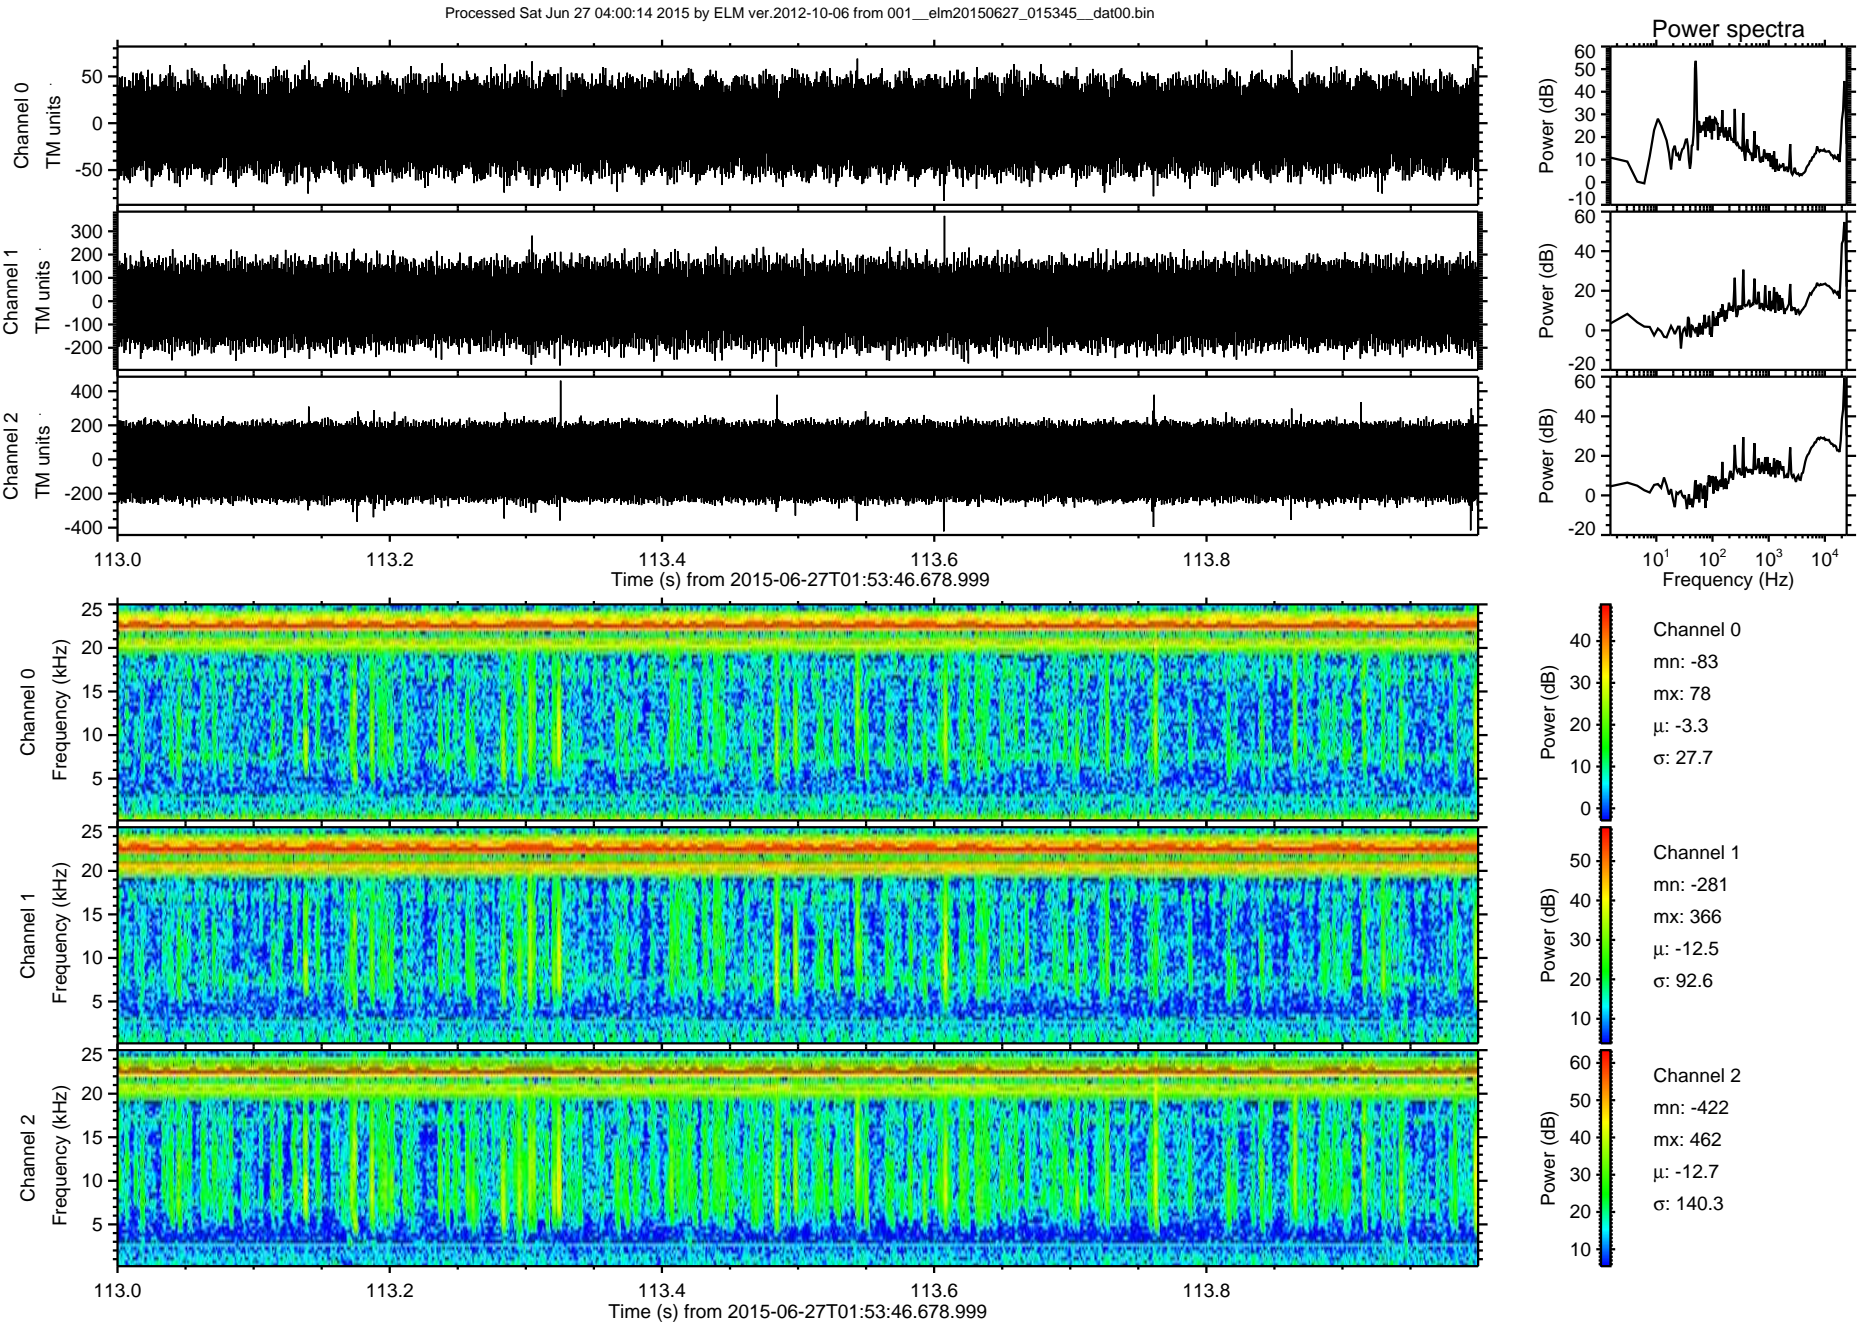 Processed Sat Jun 27 04:00:14 2015 by ELM ver.2012-10-06 from 001__elm20150627_015345__dat00.bin
Power spectra
Channel 0
TM units
50
0
-50
Power (dB)
60
50
40
30
20
10
0
-10
Channel 1
TM units
300
200
100
0
-100
-200
Power (dB)
60
40
20
0
-20
Channel 2
TM units
400
200
0
-200
-400
Power (dB)
60
40
20
0
-20
113.0 113.2 113.4 113.6 113.8
Time (s) from 2015-06-27T01:53:46.678.999
10¹ 10² 10³ 10⁴
Frequency (Hz)
Channel 0
Frequency (kHz)
25
20
15
10
5
Power (dB)
40
30
20
10
0
Channel 0
mn: -83
mx: 78
μ: -3.3
σ: 27.7
Channel 1
Frequency (kHz)
25
20
15
10
5
Power (dB)
50
40
30
20
10
Channel 1
mn: -281
mx: 366
μ: -12.5
σ: 92.6
Channel 2
Frequency (kHz)
25
20
15
10
5
Power (dB)
60
50
40
30
20
10
Channel 2
mn: -422
mx: 462
μ: -12.7
σ: 140.3
113.0 113.2 113.4 113.6 113.8
Time (s) from 2015-06-27T01:53:46.678.999